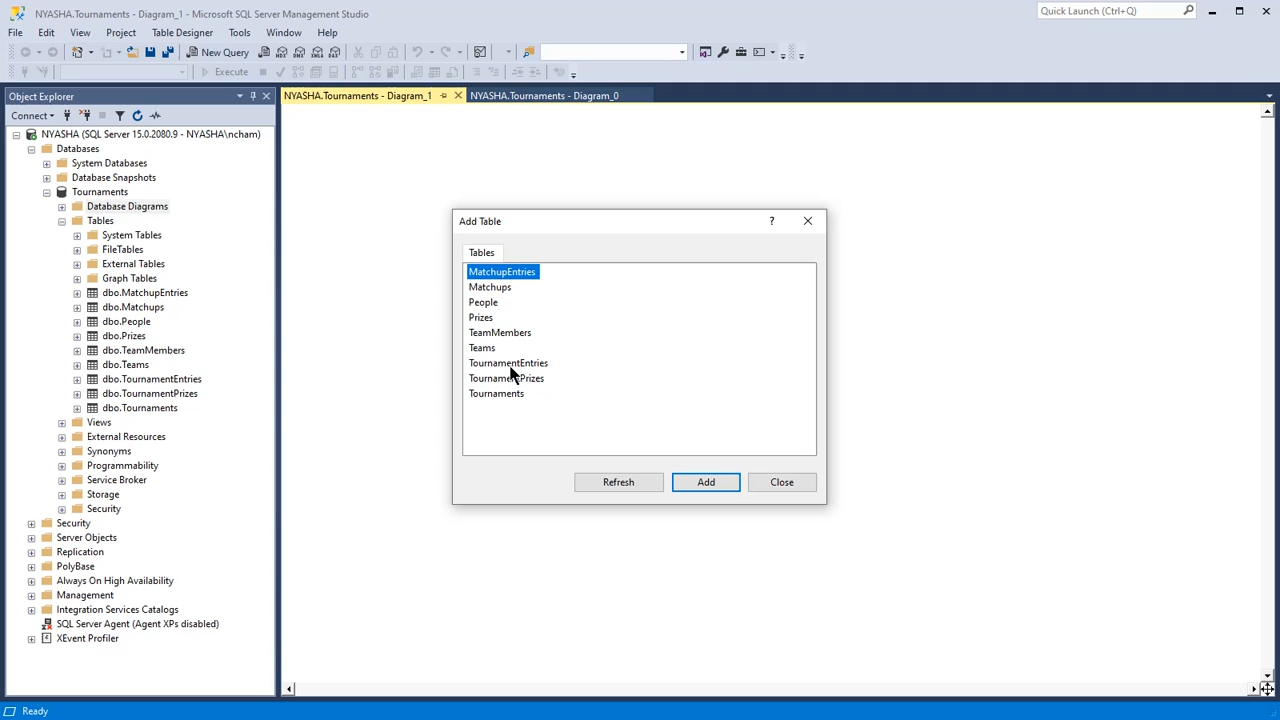 NYASHA.Tournaments - Diagram_1 - Microsoft SQL Server Management Studio
Quick Launch (Ctrl+Q)
File Edit View Project Table Designer Tools Window Help
New Query
Execute
Object Explorer
NYASHA.Tournaments - Diagram_1
NYASHA.Tournaments - Diagram_0
Connect
NYASHA (SQL Server 15.0.2080.9 - NYASHA\ncham)
Databases
System Databases
Database Snapshots
Tournaments
Database Diagrams
Tables
System Tables
FileTables
External Tables
Graph Tables
dbo.MatchupEntries
dbo.Matchups
dbo.People
dbo.Prizes
dbo.TeamMembers
dbo.Teams
dbo.TournamentEntries
dbo.TournamentPrizes
dbo.Tournaments
Views
External Resources
Synonyms
Programmability
Service Broker
Storage
Security
Security
Server Objects
Replication
PolyBase
Always On High Availability
Management
Integration Services Catalogs
SQL Server Agent (Agent XPs disabled)
XEvent Profiler
Add Table
Tables
MatchupEntries
Matchups
People
Prizes
TeamMembers
Teams
TournamentEntries
TournamentPrizes
Tournaments
Refresh Add Close
Ready